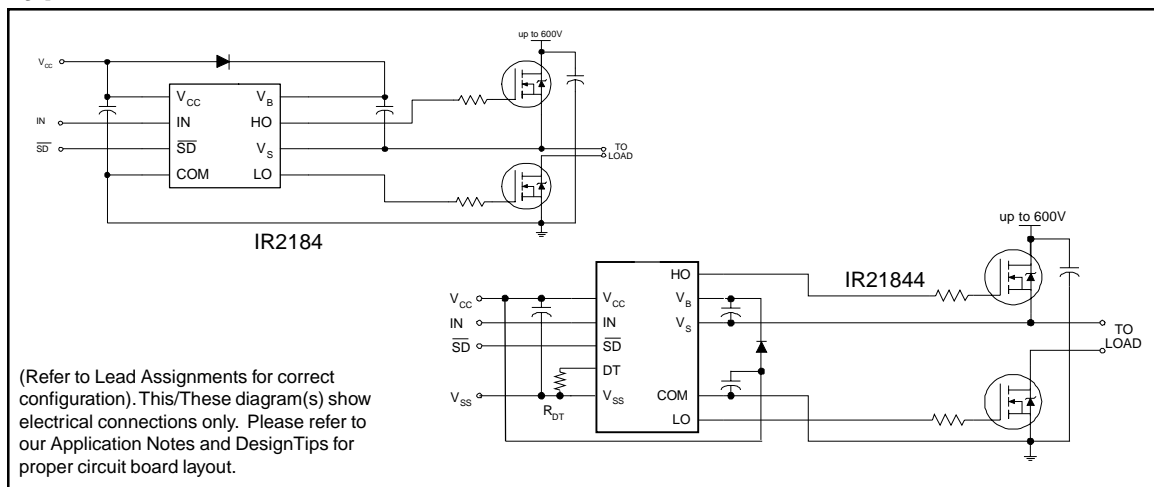 up to 600V
VCC
VCC
VB
IN
IN
HO
SD
SD
VS
TO
LOAD
COM
LO
IR2184
up to 600V
HO
IR21844
VCC
VCC
VB
IN
IN
VS
TO
LOAD
SD
SD
DT
VSS
VSS
COM
RDT
LO
(Refer to Lead Assignments for correct
configuration). This/These diagram(s) show
electrical connections only. Please refer to
our Application Notes and DesignTips for
proper circuit board layout.